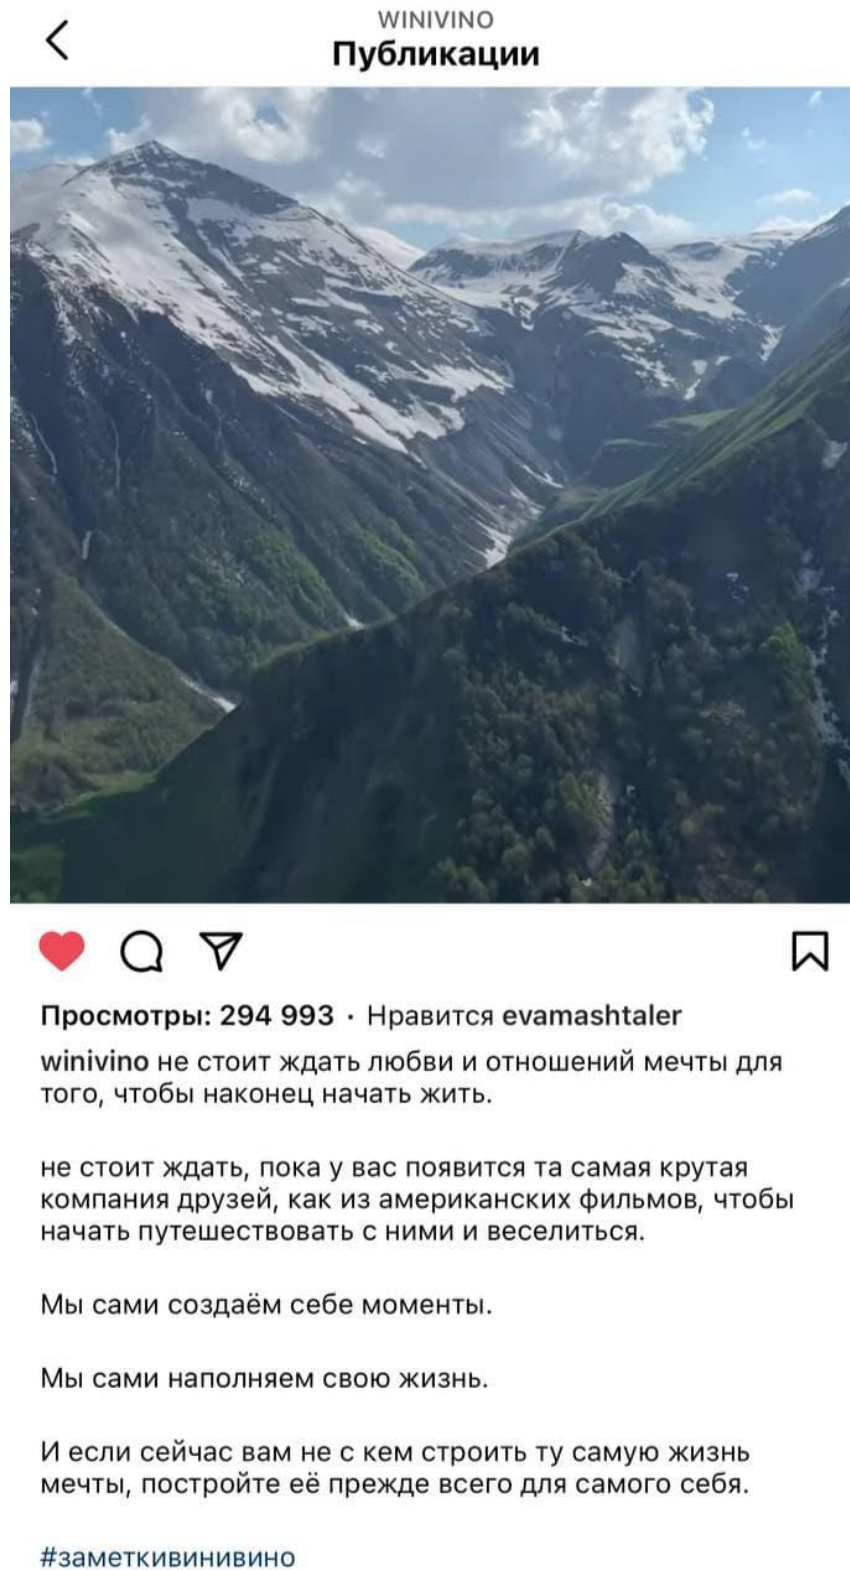 WINIVINO
Публикации
Просмотры: 294 993 · Нравится evamashtaler
winivino не стоит ждать любви и отношений мечты для
того, чтобы наконец начать жить.
не стоит ждать, пока у вас появится та самая крутая
компания друзей, как из американских фильмов, чтобы
начать путешествовать с ними и веселиться.
Мы сами создаём себе моменты.
Мы сами наполняем свою жизнь.
И если сейчас вам не с кем строить ту самую жизнь
мечты, постройте её прежде всего для самого себя.
#заметкивинивино